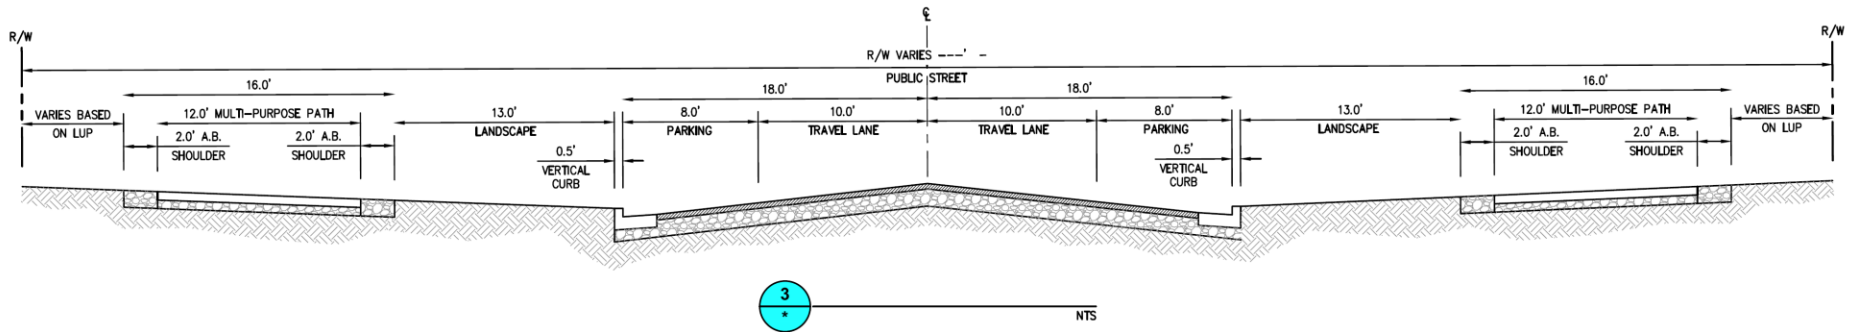 ℄
R/W
R/W
R/W VARIES ---' -
PUBLIC STREET
16.0'
18.0'
18.0'
16.0'
VARIES BASED
ON LUP
12.0' MULTI-PURPOSE PATH
13.0'
LANDSCAPE
8.0'
PARKING
10.0'
TRAVEL LANE
10.0'
TRAVEL LANE
8.0'
PARKING
13.0'
LANDSCAPE
12.0' MULTI-PURPOSE PATH
VARIES BASED
ON LUP
2.0' A.B.
SHOULDER
2.0' A.B.
SHOULDER
0.5'
VERTICAL
CURB
0.5'
VERTICAL
CURB
2.0' A.B.
SHOULDER
2.0' A.B.
SHOULDER
3
*
NTS